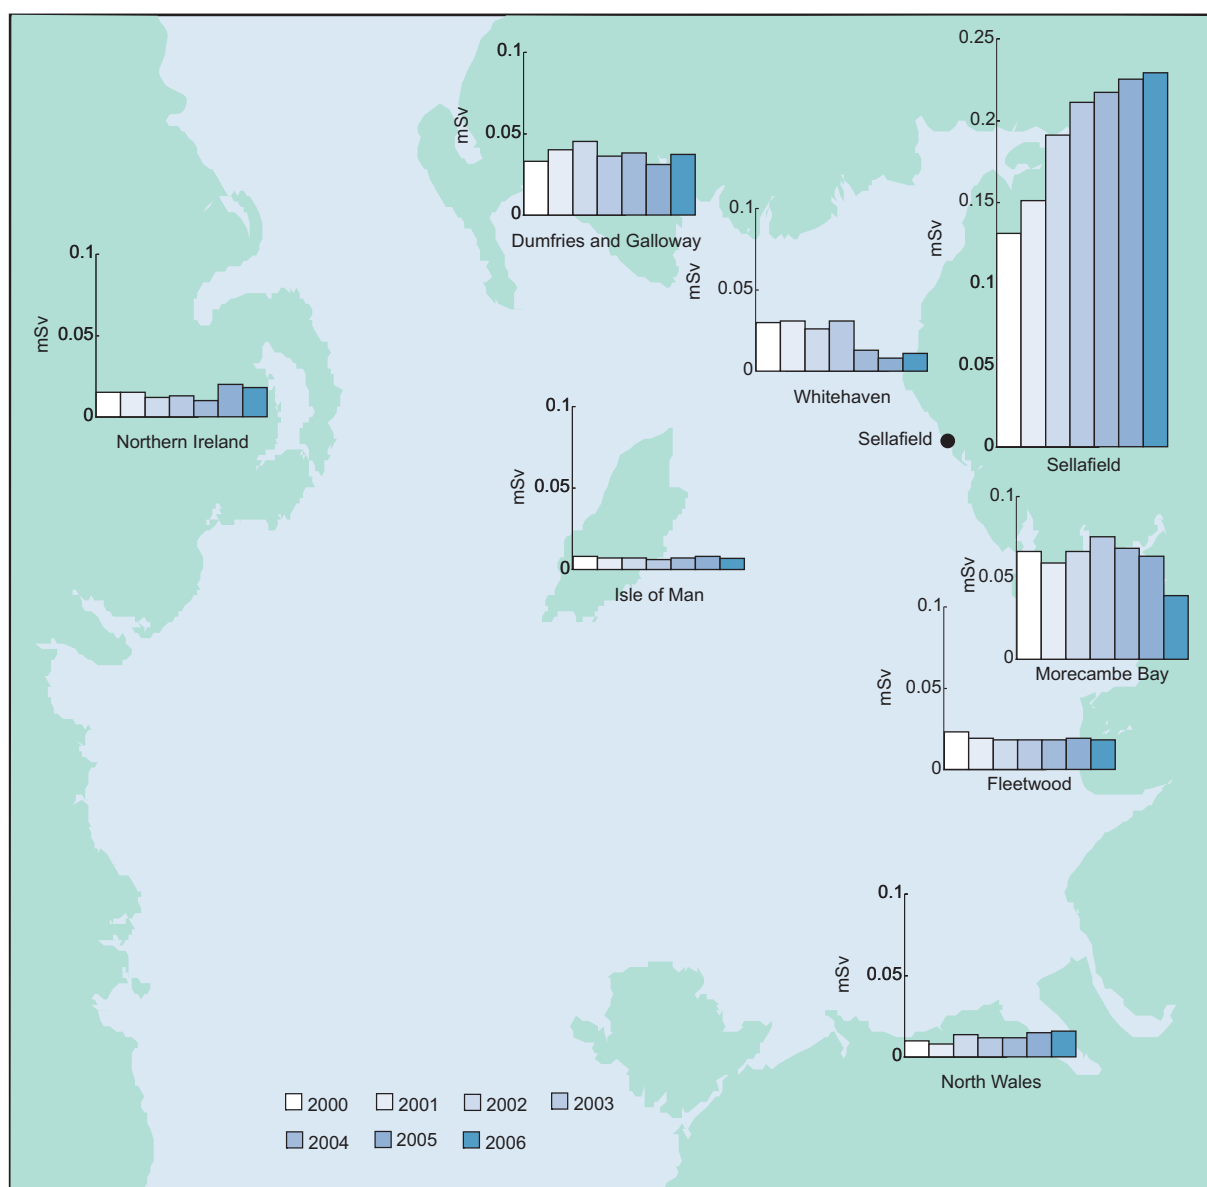 0.1
0.05
0
mSv
Dumfries and Galloway
0.25
0.2
0.15
0.1
0.05
0
mSv
Sellafield
0.1
0.05
0
mSv
Whitehaven
0.1
0.05
0
mSv
Northern Ireland
Sellafield
0.1
0.05
0
mSv
Isle of Man
0.1
0.05
0
mSv
Morecambe Bay
0.1
0.05
0
mSv
Fleetwood
0.1
0.05
0
mSv
North Wales
2000 2001 2002 2003
2004 2005 2006